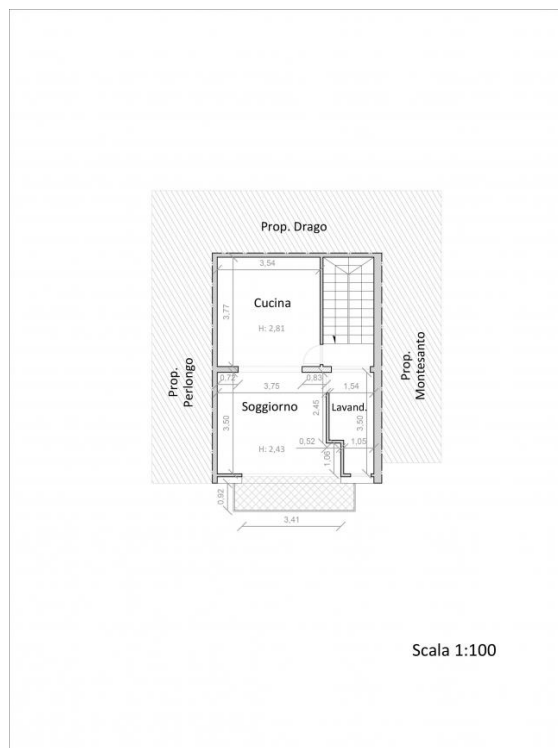 Prop. Drago
3,54
Cucina
3,77
H: 2,81
Prop.
Perlongo
Prop.
Montesanto
0,72
3,75
0,83
1,54
Soggiorno
Lavand.
2,45
3,50
3,50
0,52
1,05
H: 2,43
1,06
0,92
3,41
Scala 1:100